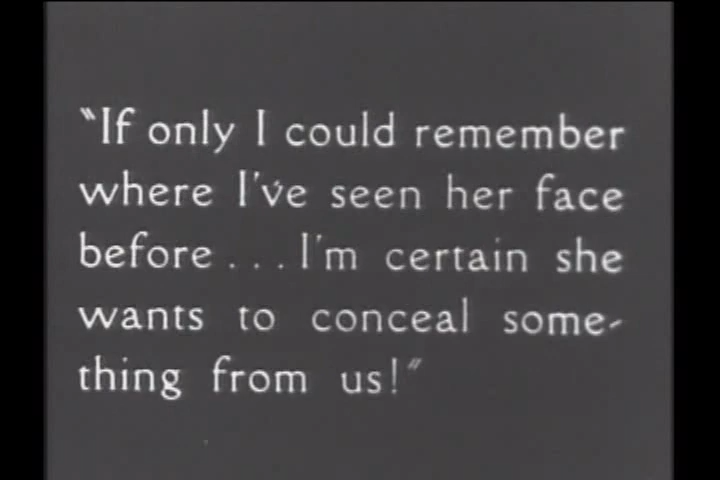 "If only I could remember
where I've seen her face
before...I'm certain she
wants to conceal some-
thing from us!"